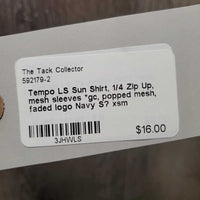 The Tack Collector
592179-2
Tempo LS Sun Shirt, 1/4 Zip Up,
mesh sleeves *gc, popped mesh,
faded logo Navy S? xsm
$16.00
3JHWLS